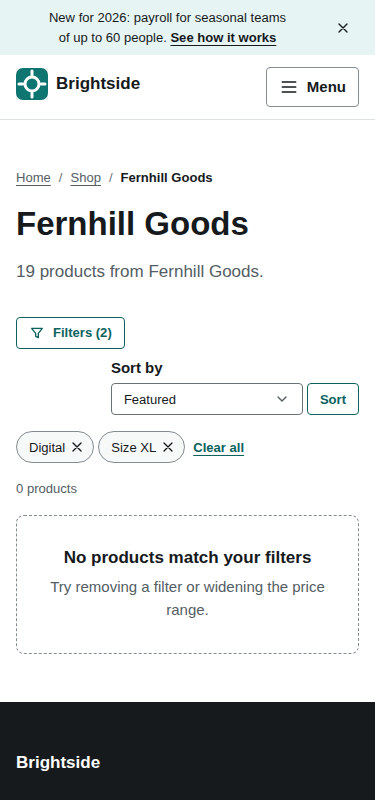 New for 2026: payroll for seasonal teams
of up to 60 people. See how it works
Brightside
Menu
Home / Shop / Fernhill Goods
Fernhill Goods
19 products from Fernhill Goods.
Filters (2)
Sort by
Featured
Sort
Digital
Size XL
Clear all
0 products
No products match your filters
Try removing a filter or widening the price
range.
Brightside